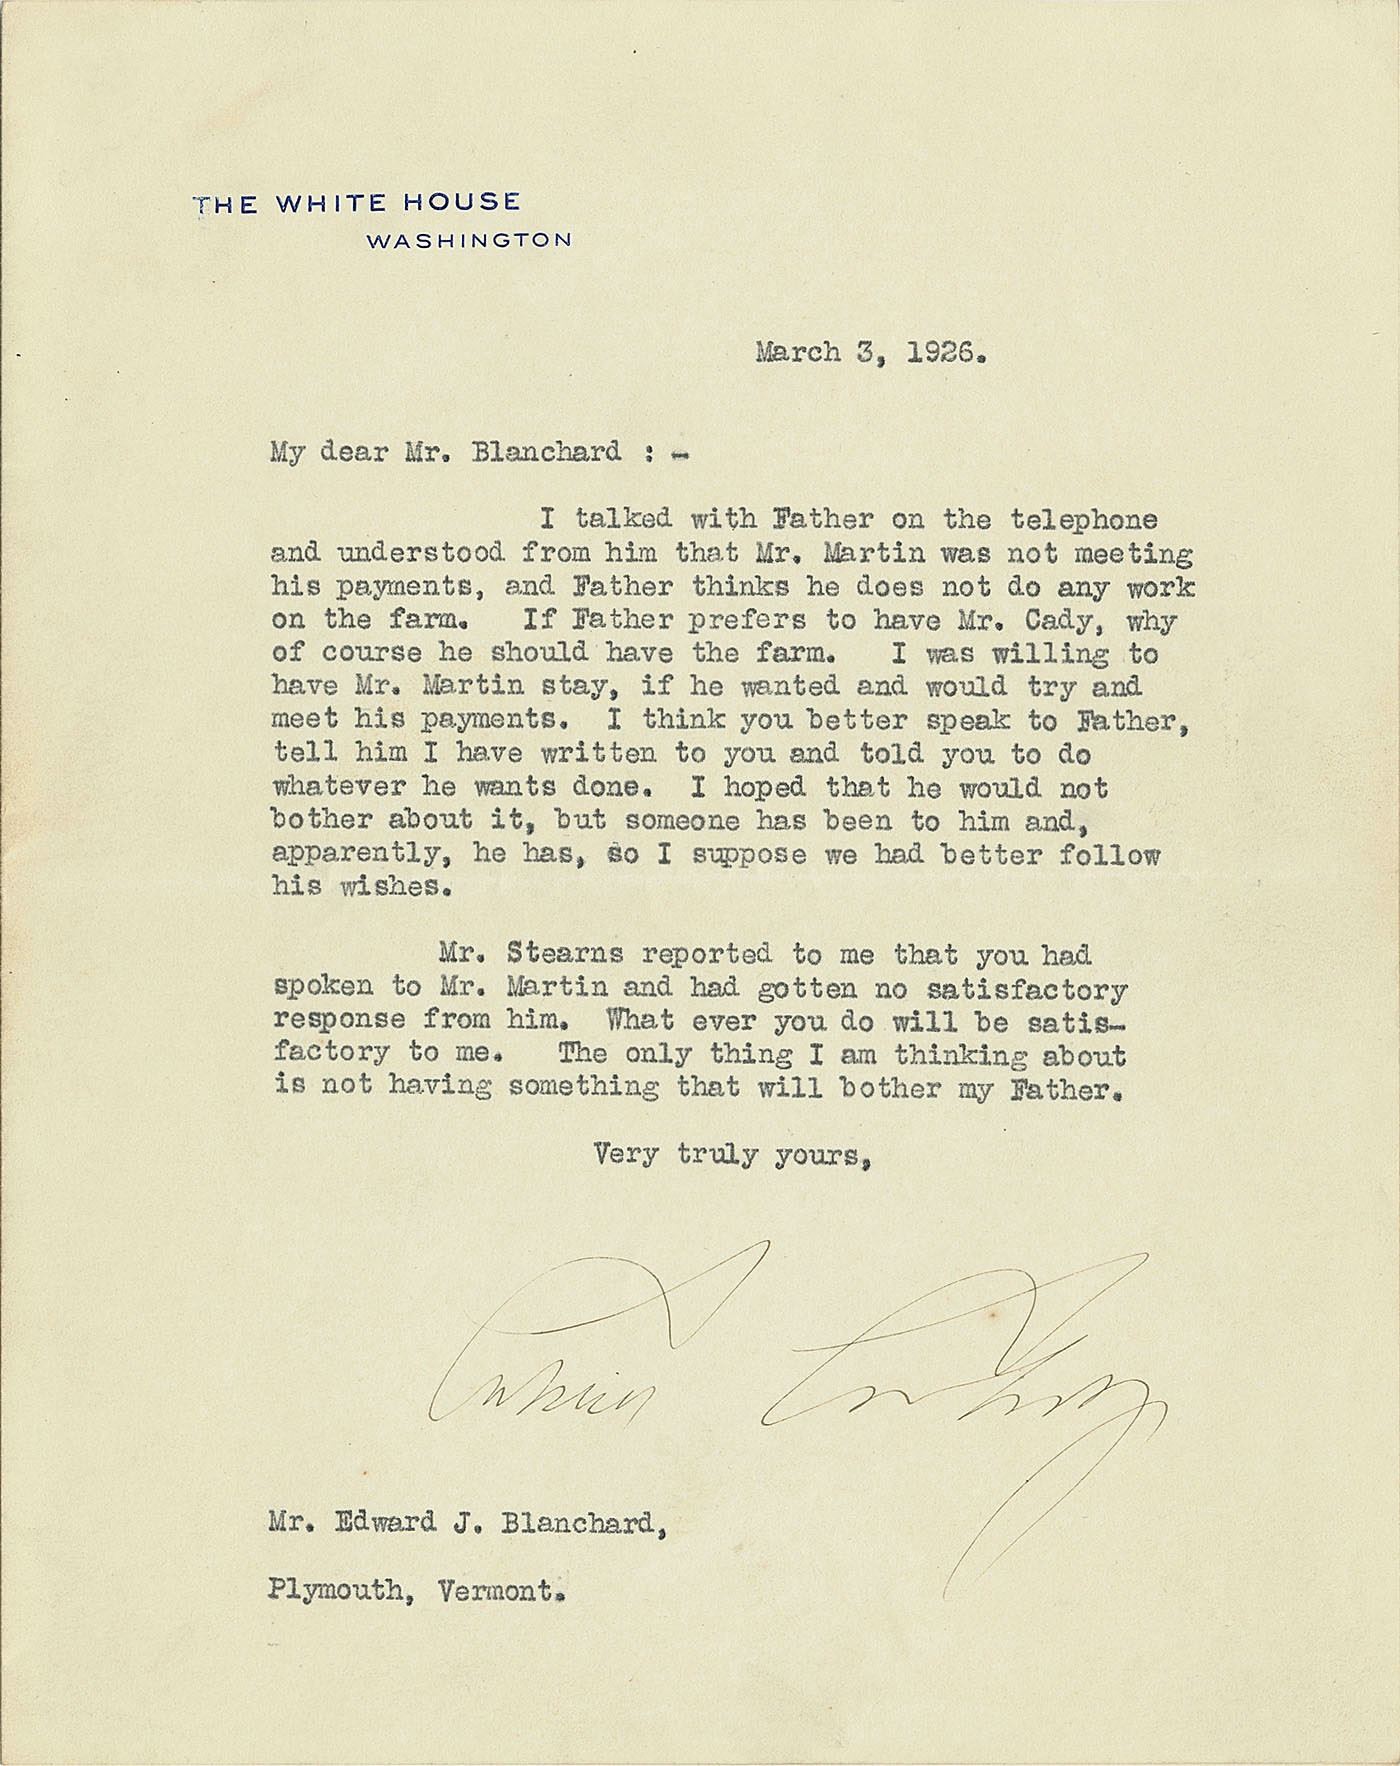 THE WHITE HOUSE
WASHINGTON
March 3, 1926.
My dear Mr. Blanchard : -
I talked with Father on the telephone
and understood from him that Mr. Martin was not meeting
his payments, and Father thinks he does not do any work
on the farm. If Father prefers to have Mr. Cady, why
of course he should have the farm. I was willing to
have Mr. Martin stay, if he wanted and would try and
meet his payments. I think you better speak to Father,
tell him I have written to you and told you to do
whatever he wants done. I hoped that he would not
bother about it, but someone has been to him and,
apparently, he has, so I suppose we had better follow
his wishes.
Mr. Stearns reported to me that you had
spoken to Mr. Martin and had gotten no satisfactory
response from him. What ever you do will be satis-
factory to me. The only thing I am thinking about
is not having something that will bother my Father.
Very truly yours,
Calvin Coolidge
Mr. Edward J. Blanchard,
Plymouth, Vermont.